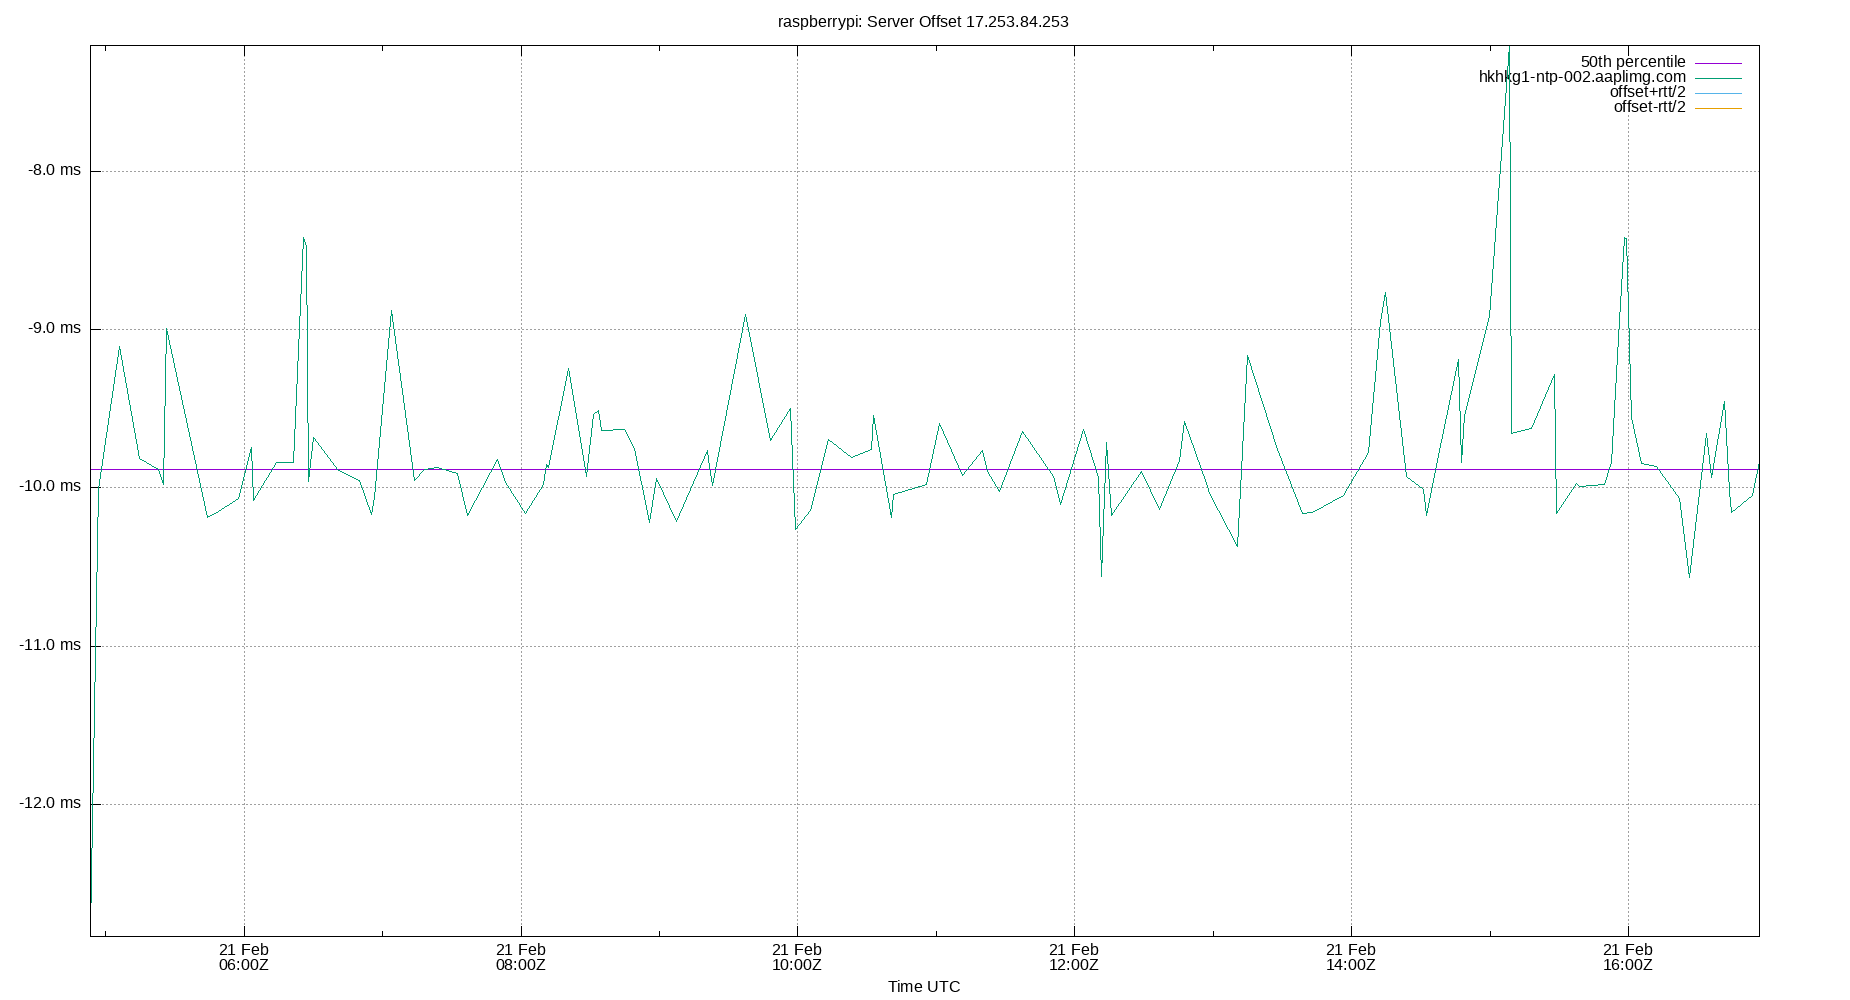 raspberrypi: Server Offset 17.253.84.253
50th percentile
hkhkg1-ntp-002.aaplimg.com
offset+rtt/2
offset-rtt/2
-8.0 ms
-9.0 ms
-10.0 ms
-11.0 ms
-12.0 ms
21 Feb 21 Feb 21 Feb 21 Feb 21 Feb 21 Feb
06:00Z 08:00Z 10:00Z 12:00Z 14:00Z 16:00Z
Time UTC